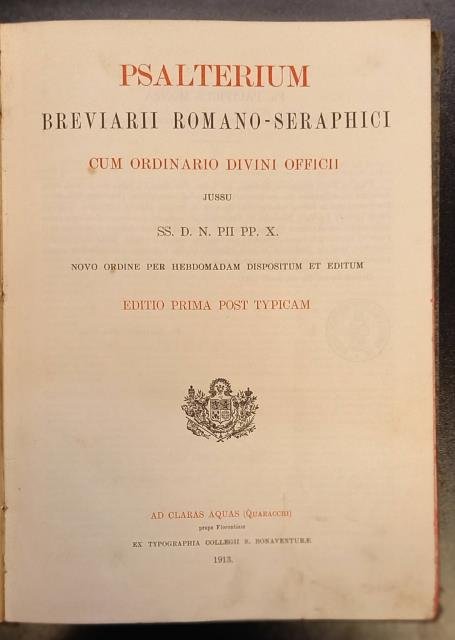 PSALTERIUM
BREVIARII ROMANO-SERAPHICI
CUM ORDINARIO DIVINI OFFICII
JUSSU
SS. D. N. PII PP. X.
NOVO ORDINE PER HEBDOMADAM DISPOSITUM ET EDITUM
EDITIO PRIMA POST TYPICAM
AD CLARAS AQUAS (QUARACCHI)
prope Florentiam
EX TYPOGRAPHIA COLLEGII S. BONAVENTURÆ
1913.